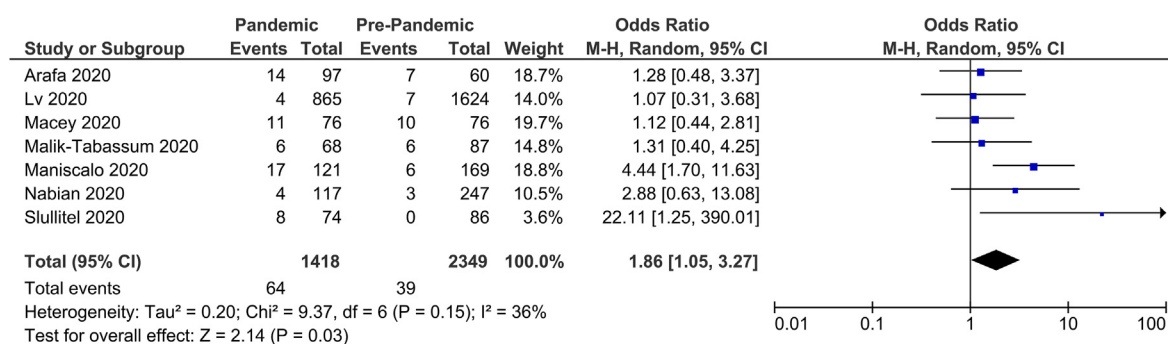 Pandemic Pre-Pandemic Odds Ratio Odds Ratio
Study or Subgroup Events Total Events Total Weight M-H, Random, 95% CI M-H, Random, 95% CI
Arafa 2020 14 97 7 60 18.7% 1.28 [0.48, 3.37]
Lv 2020 4 865 7 1624 14.0% 1.07 [0.31, 3.68]
Macey 2020 11 76 10 76 19.7% 1.12 [0.44, 2.81]
Malik-Tabassum 2020 6 68 6 87 14.8% 1.31 [0.40, 4.25]
Maniscalo 2020 17 121 6 169 18.8% 4.44 [1.70, 11.63]
Nabian 2020 4 117 3 247 10.5% 2.88 [0.63, 13.08]
Slullitel 2020 8 74 0 86 3.6% 22.11 [1.25, 390.01]
Total (95% CI) 1418 2349 100.0% 1.86 [1.05, 3.27]
Total events 64 39
Heterogeneity: Tau² = 0.20; Chi² = 9.37, df = 6 (P = 0.15); I² = 36%
Test for overall effect: Z = 2.14 (P = 0.03)
0.01 0.1 1 10 100